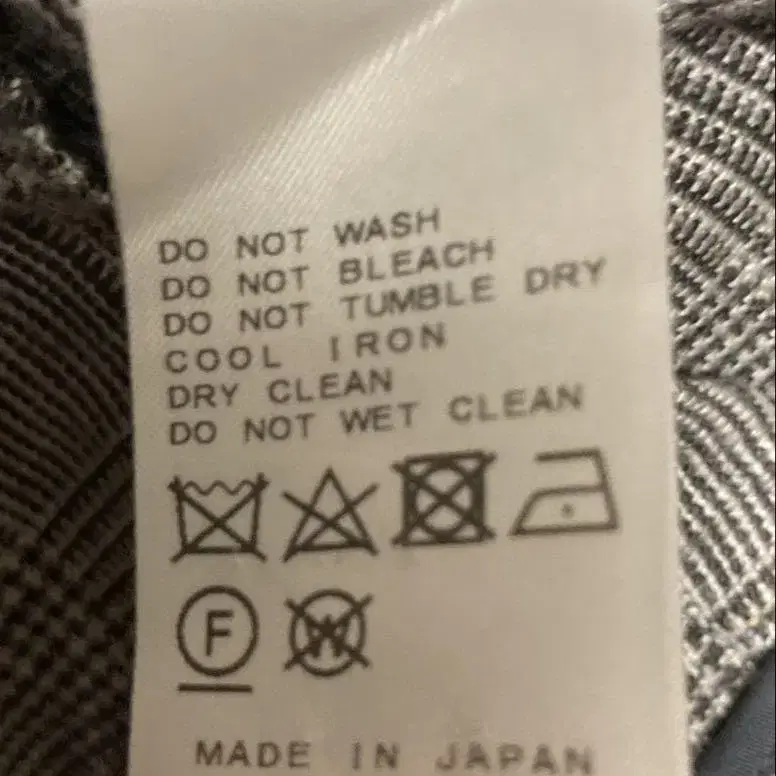 DO NOT WASH
DO NOT BLEACH
DO NOT TUMBLE DRY
COOL IRON
DRY CLEAN
DO NOT WET CLEAN
F W
MADE IN JAPAN